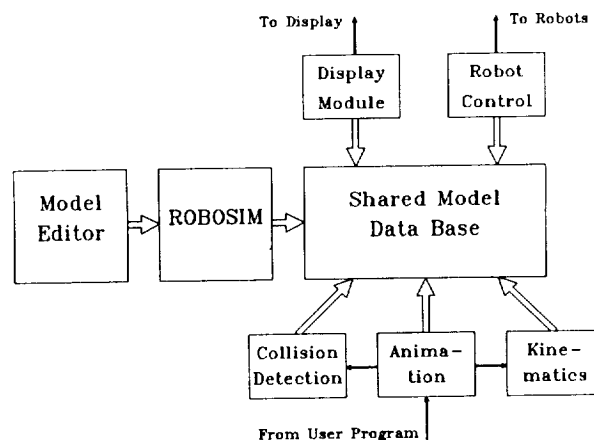 To Display
To Robots
Display
Module
Robot
Control
Model
Editor
ROBOSIM
Shared Model
Data Base
Collision
Detection
Anima-
tion
Kine-
matics
From User Program